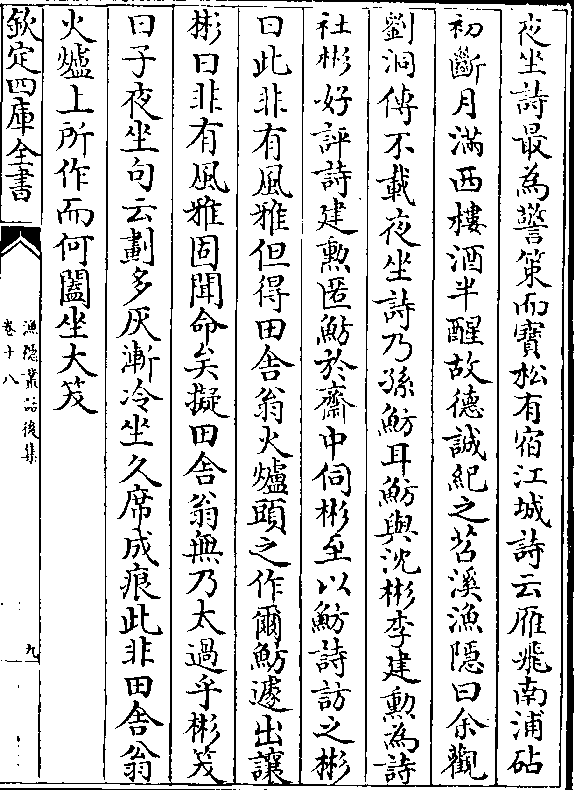 夜坐詩最為警策而寶松有宿江城詩云雁飛南浦砧
初斷月滿西樓酒半醒故德誠紀之苕溪漁隱曰余觀
劉洞傳不載夜坐詩乃孫魴耳魴與沈彬李建勲為詩
社彬好評詩建勲匿魴於齋中伺彬至以魴詩訪之彬
曰此非有風雅但得田舍翁火爐頭之作爾魴遽出讓
彬曰非有風雅固聞命矣擬田舍翁無乃太過乎彬笑
曰子夜坐句云劃多灰漸冷坐久席成痕此非田舍翁
火爐上所作而何闔坐大笑
欽定四庫全書
漁隱叢話後集
卷十八
九